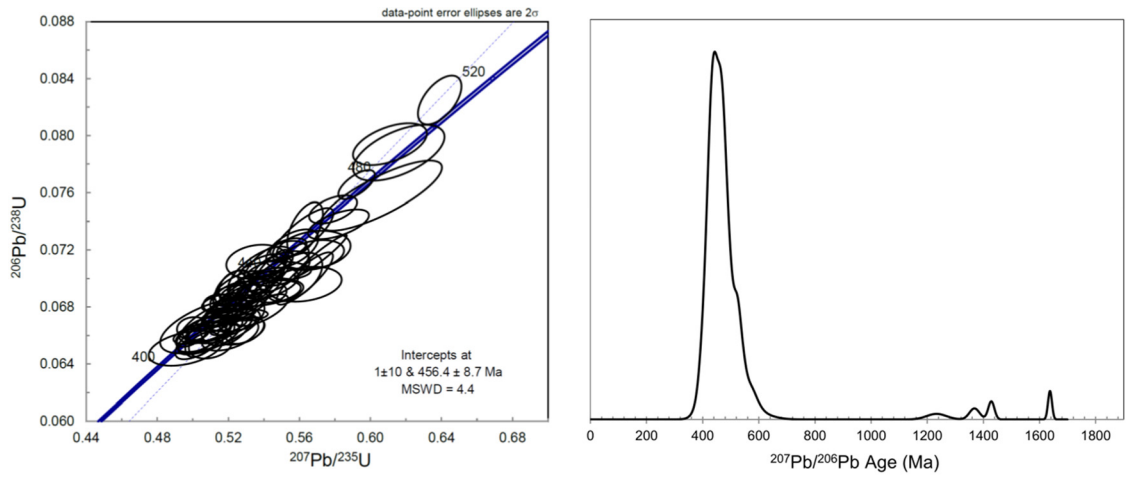 data-point error ellipses are 2σ
0.088
0.084
0.080
0.076
0.072
0.068
0.064
0.060
206Pb/238U
520
480
4
400
Intercepts at
1±10 & 456.4 ± 8.7 Ma
MSWD = 4.4
0.44 0.48 0.52 0.56 0.60 0.64 0.68
207Pb/235U
0 200 400 600 800 1000 1200 1400 1600 1800
207Pb/206Pb Age (Ma)